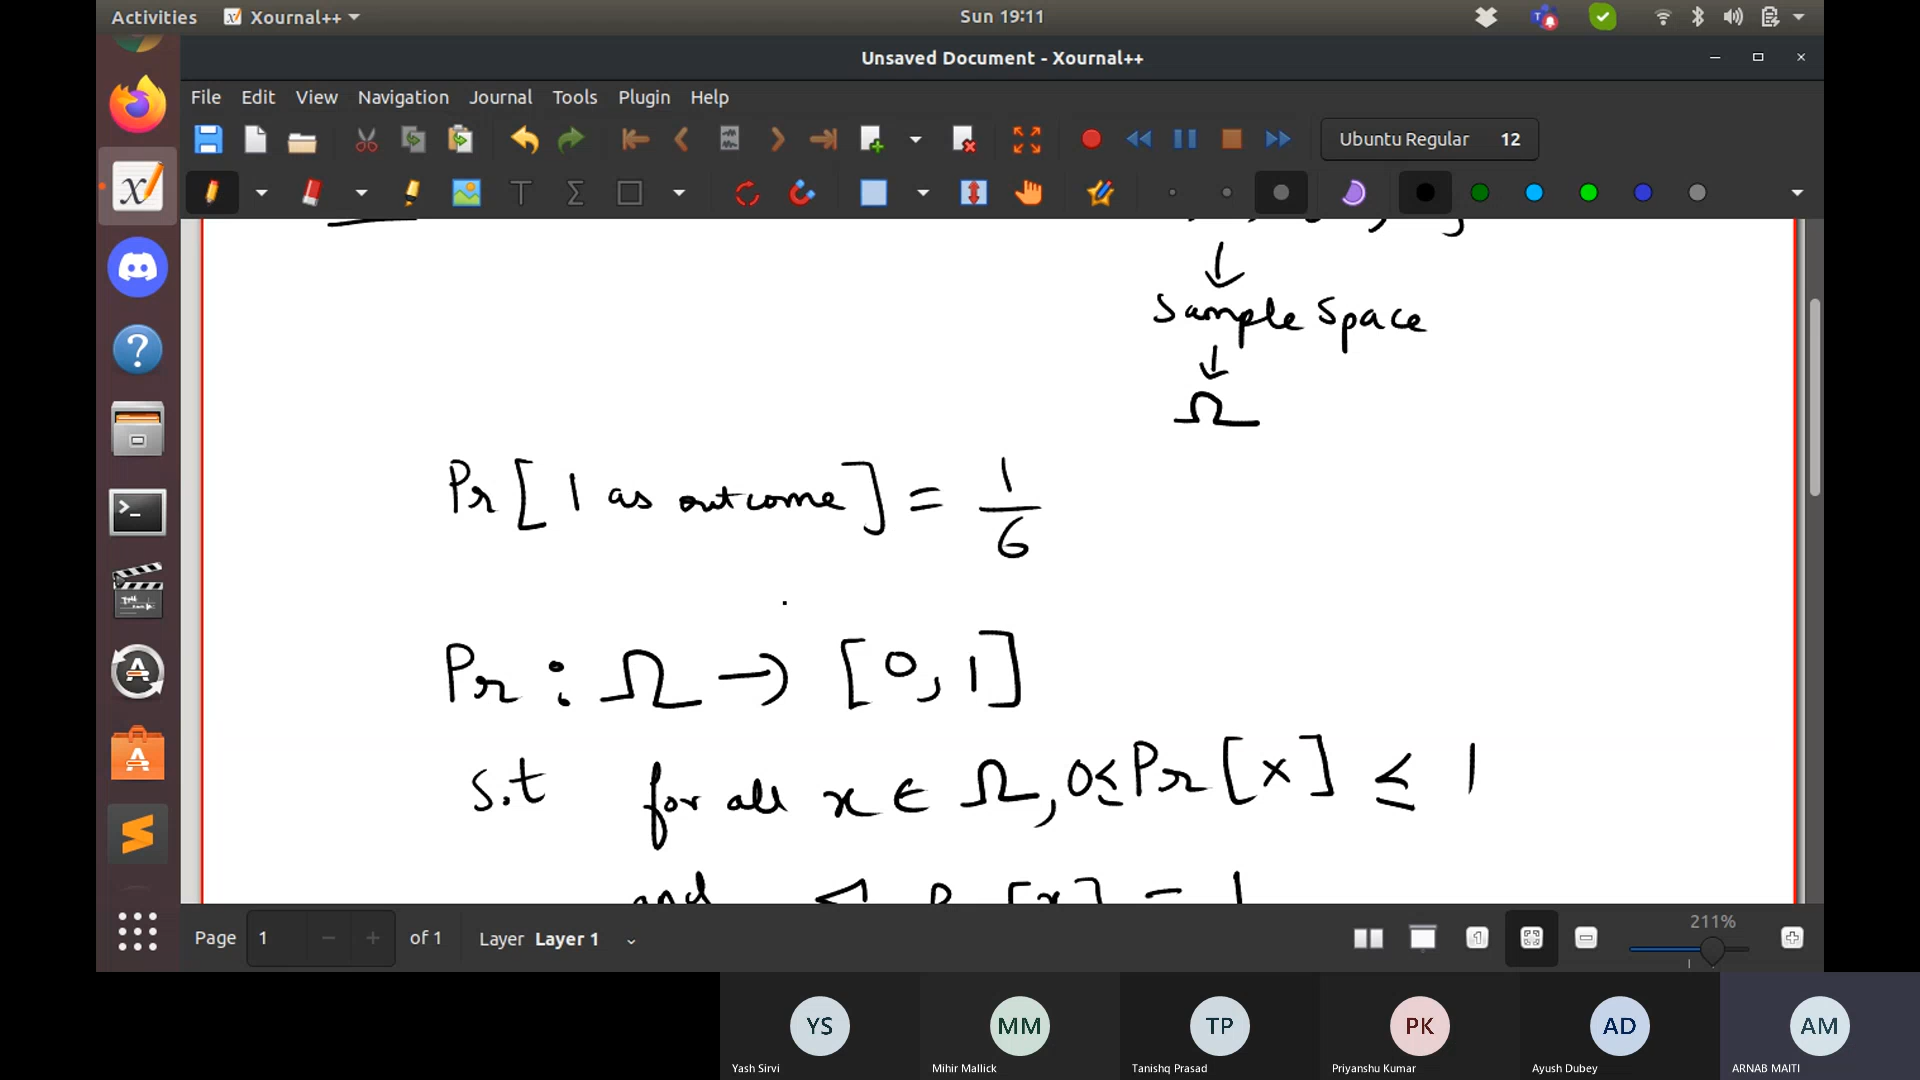 Activities Xournal++ Sun 19:11
Unsaved Document - Xournal++
File Edit View Navigation Journal Tools Plugin Help
Ubuntu Regular 12
Sample Space
Ω
Pr [ 1 as outcome ] = 1/6
Pr : Ω → [0, 1]
s.t for all x ∈ Ω, 0 ≤ Pr [x] ≤ 1
and
Page 1 of 1 Layer Layer 1 211%
YS MM TP PK AD AM
Yash Sirvi Mihir Mallick Tanishq Prasad Priyanshu Kumar Ayush Dubey ARNAB MAITI